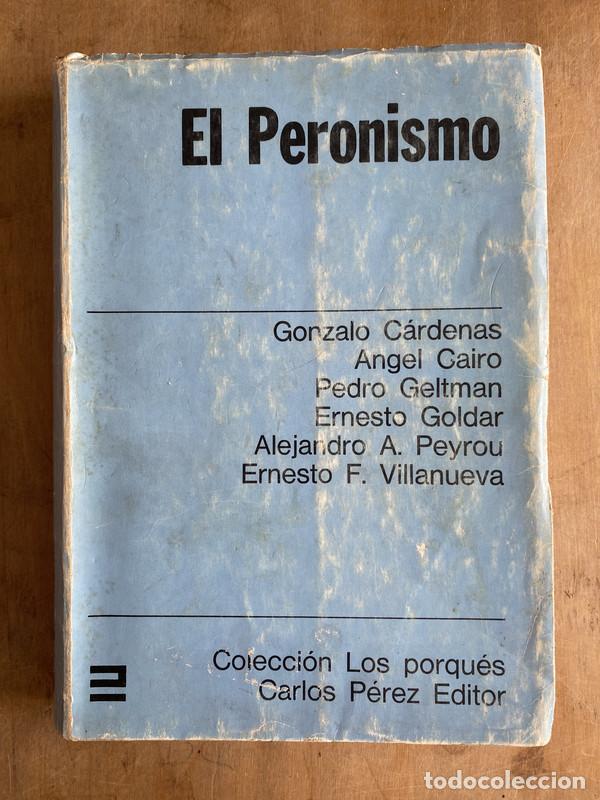 El Peronismo
Gonzalo Cárdenas
Angel Cairo
Pedro Geltman
Ernesto Goldar
Alejandro A. Peyrou
Ernesto F. Villanueva
Colección Los porqués
Carlos Pérez Editor
todocoleccion